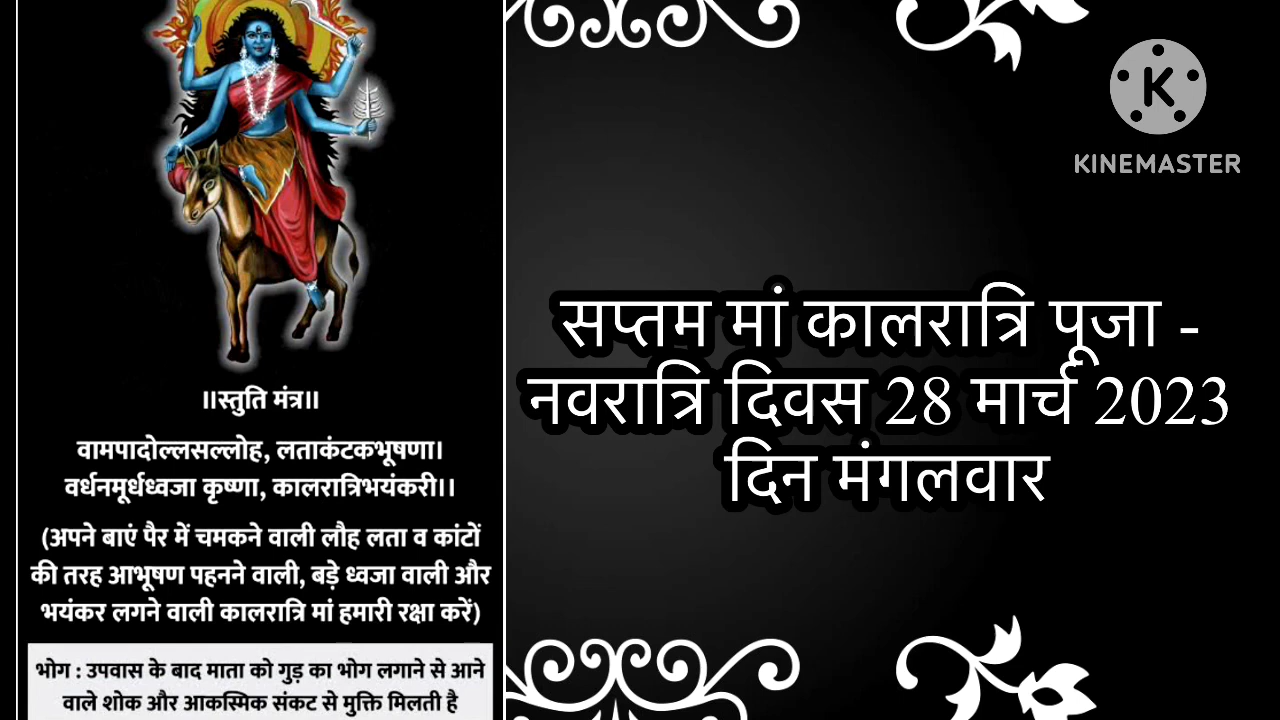 ॥स्तुति मंत्र॥
वामपादोल्लसल्लोह, लताकंटकभूषणा।
वर्धनमूर्धध्वजा कृष्णा, कालरात्रिभयंकरी।।
(अपने बाएं पैर में चमकने वाली लौह लता व कांटों
की तरह आभूषण पहनने वाली, बड़े ध्वजा वाली और
भयंकर लगने वाली कालरात्रि मां हमारी रक्षा करें)
भोग : उपवास के बाद माता को गुड़ का भोग लगाने से आने
वाले शोक और आकस्मिक संकट से मुक्ति मिलती है
K
KINEMASTER
सप्तम मां कालरात्रि पूजा -
नवरात्रि दिवस 28 मार्च 2023
दिन मंगलवार